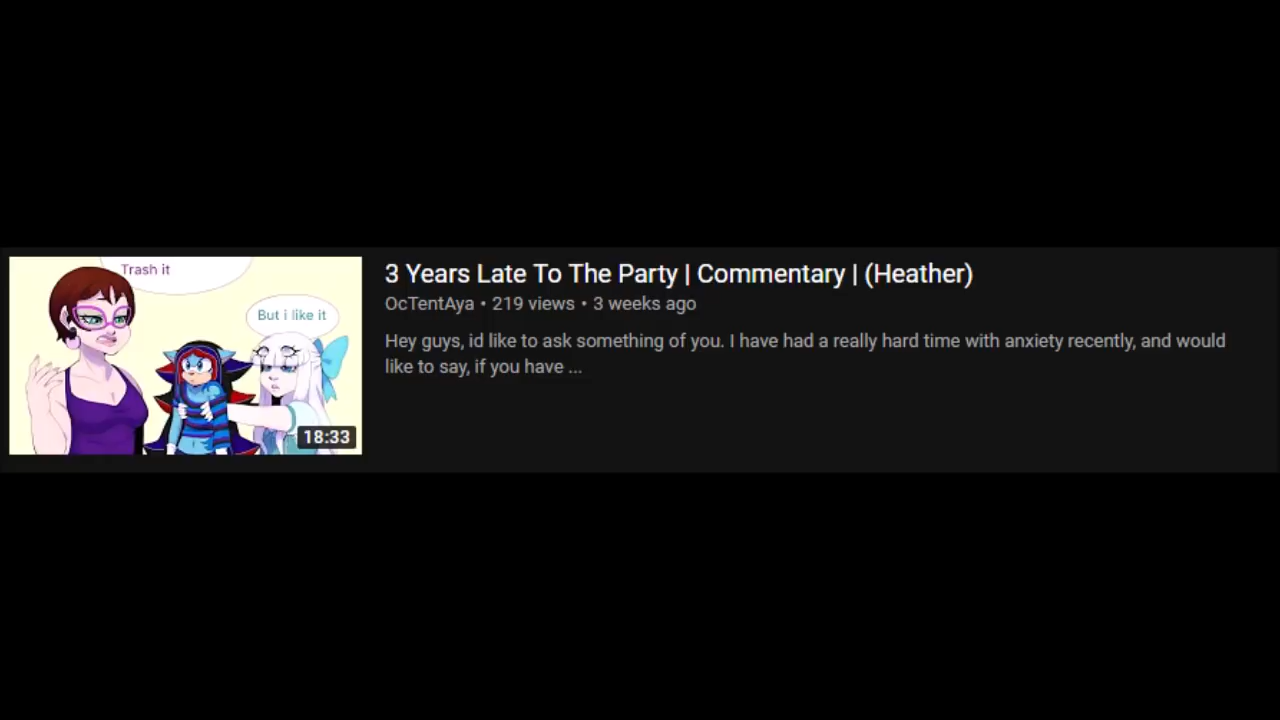 Trash it
But i like it
18:33
3 Years Late To The Party | Commentary | (Heather)
OcTentAya • 219 views • 3 weeks ago
Hey guys, id like to ask something of you. I have had a really hard time with anxiety recently, and would
like to say, if you have ...